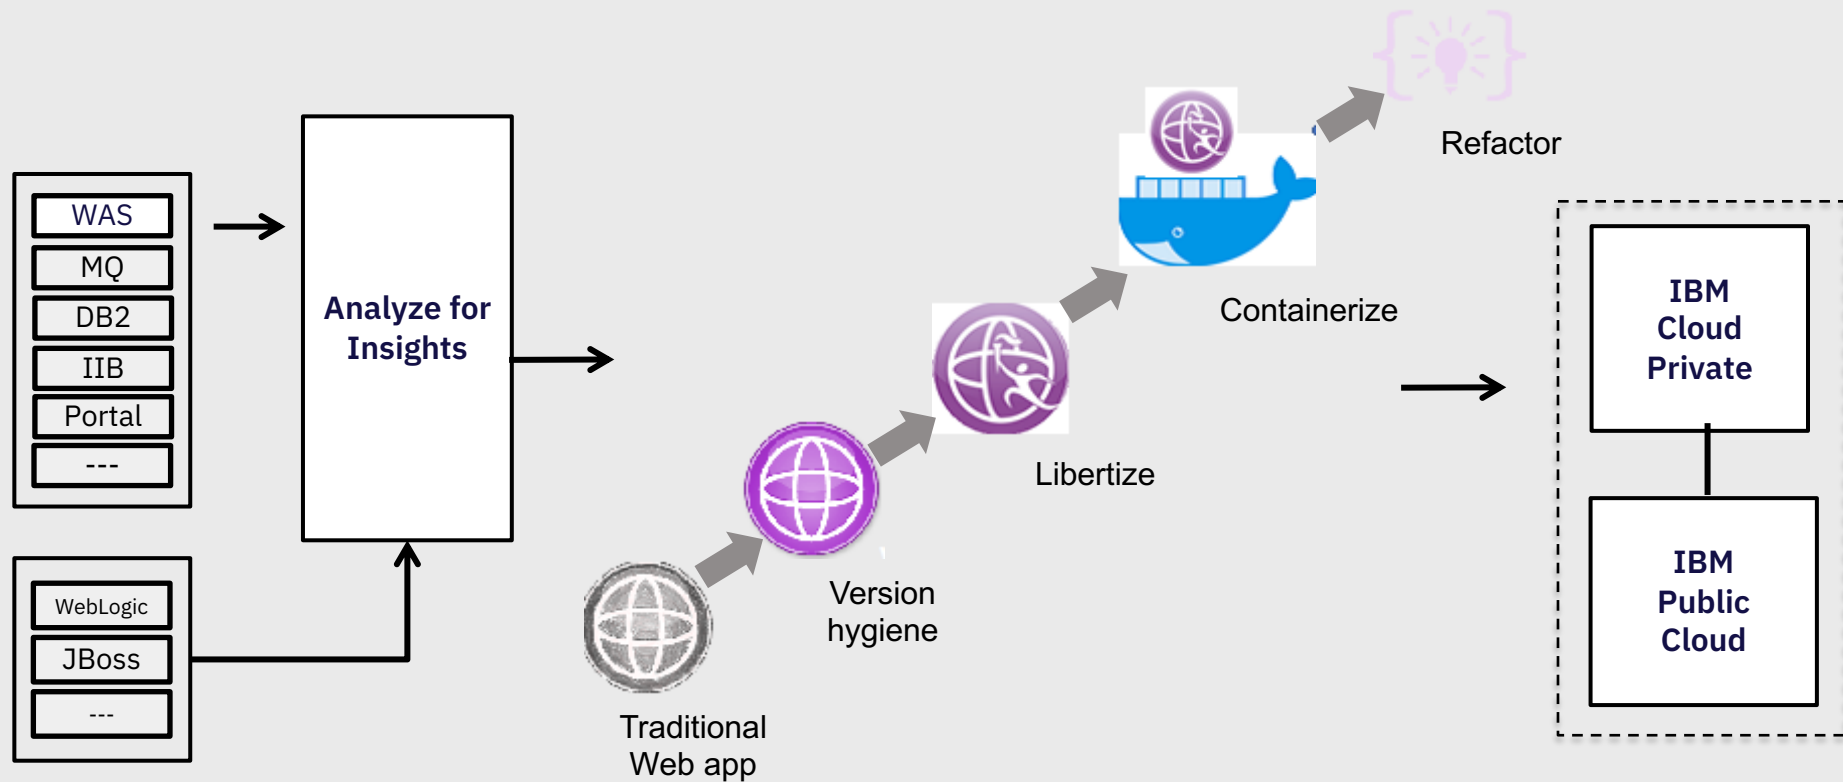 WAS
MQ
DB2
IIB
Portal
---
WebLogic
JBoss
---
Analyze for
Insights
Traditional
Web app
Version
hygiene
Libertize
Containerize
Refactor
IBM
Cloud
Private
IBM
Public
Cloud